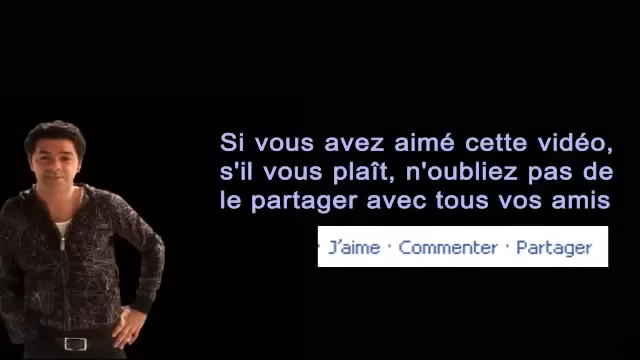 Si vous avez aimé cette vidéo,
s'il vous plaît, n'oubliez pas de
le partager avec tous vos amis
· J'aime · Commenter · Partager